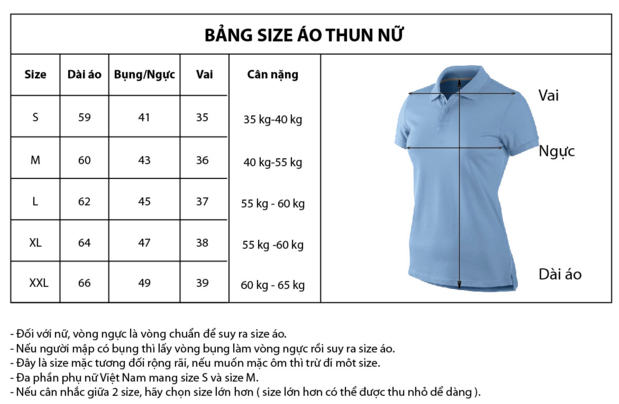 BẢNG SIZE ÁO THUN NỮ
Size Dài áo Bụng/Ngực Vai Cân nặng
S 59 41 35 35 kg-40 kg
M 60 43 36 40 kg-55 kg
L 62 45 37 55 kg - 60 kg
XL 64 47 38 55 kg -60 kg
XXL 66 49 39 60 kg - 65 kg
Vai
Ngực
Dài áo
- Đối với nữ, vòng ngực là vòng chuẩn để suy ra size áo.
- Nếu người mập có bụng thì lấy vòng bụng làm vòng ngực rồi suy ra size áo.
- Đây là size mặc tương đối rộng rãi, nếu muốn mặc ôm thì trừ đi một size.
- Đa phần phụ nữ Việt Nam mang size S và size M.
- Nếu cân nhắc giữa 2 size, hãy chọn size lớn hơn ( size lớn hơn có thể được thu nhỏ dể dàng ).